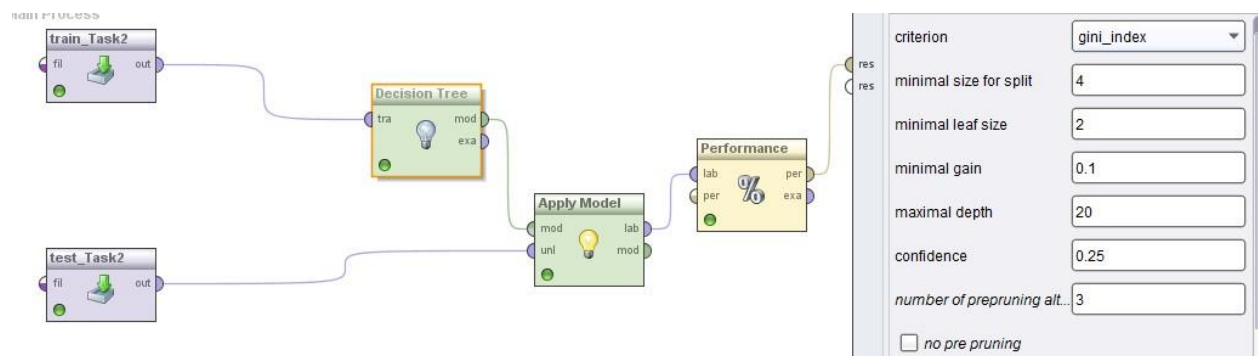 Main Process
train_Task2
fil
out
Decision Tree
tra
mod
exa
Apply Model
mod
unl
lab
mod
test_Task2
fil
out
Performance
lab
per
per
exa
%
res
res
criterion
gini_index
minimal size for split
4
minimal leaf size
2
minimal gain
0.1
maximal depth
20
confidence
0.25
number of prepruning alt...
3
no pre pruning